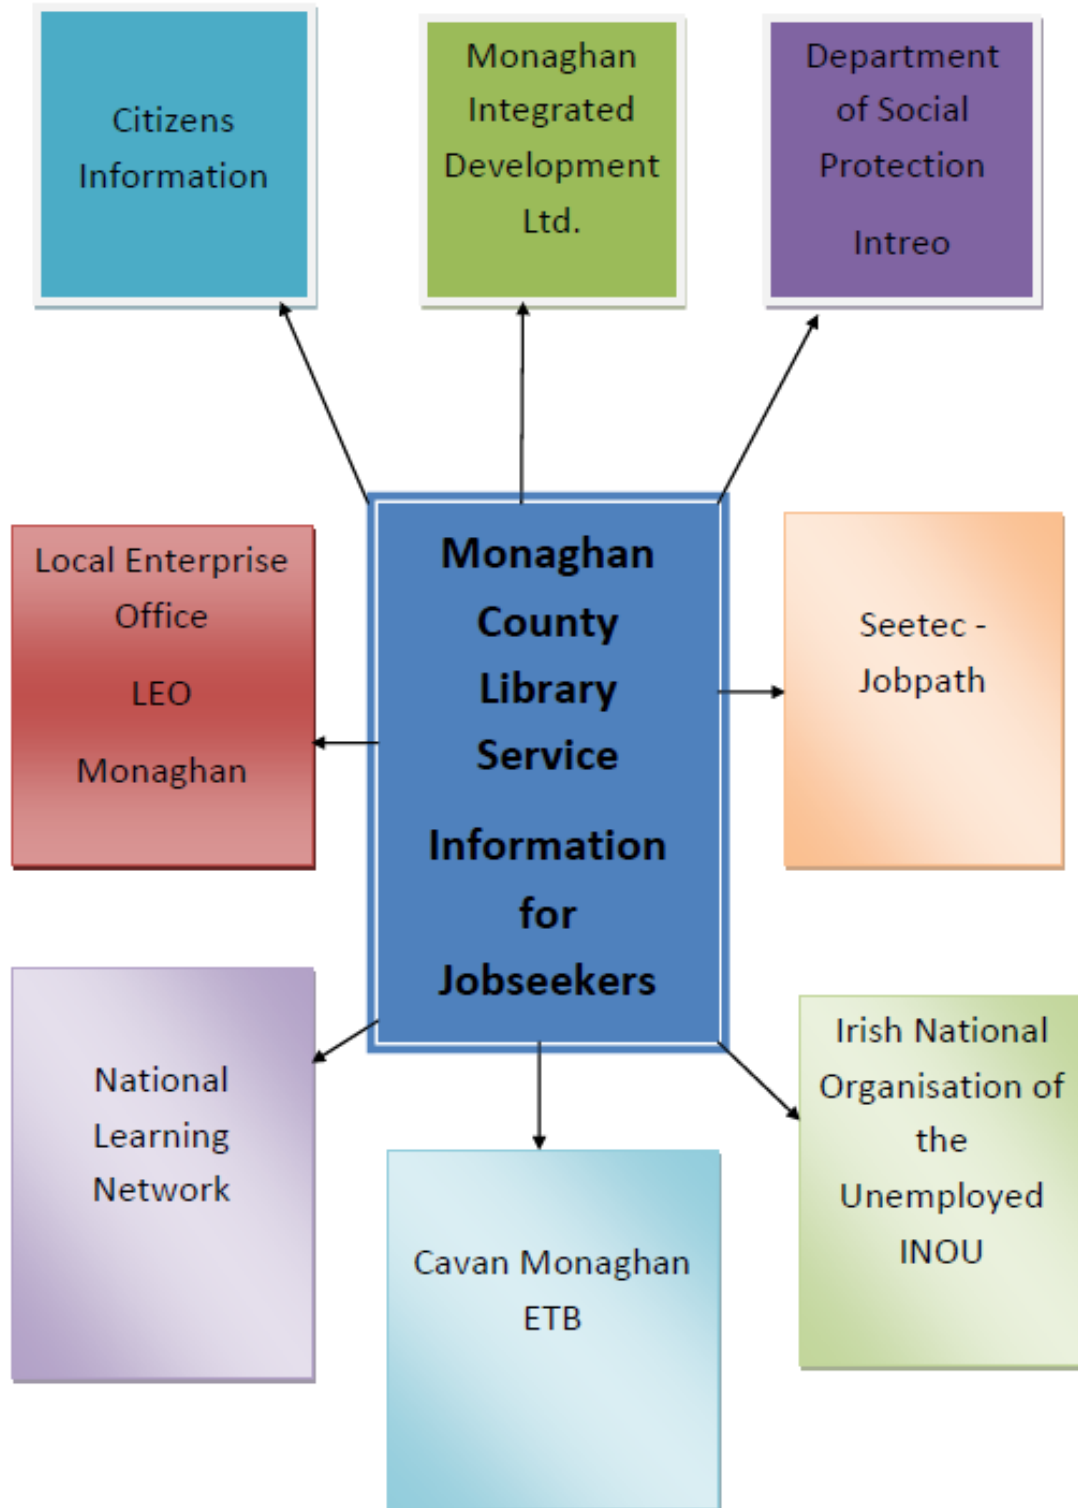 Citizens
Information
Monaghan
Integrated
Development
Ltd.
Department
of Social
Protection
Intreo
Local Enterprise
Office
LEO
Monaghan
Monaghan
County
Library
Service
Information
for
Jobseekers
Seetec -
Jobpath
National
Learning
Network
Cavan Monaghan
ETB
Irish National
Organisation of
the
Unemployed
INOU